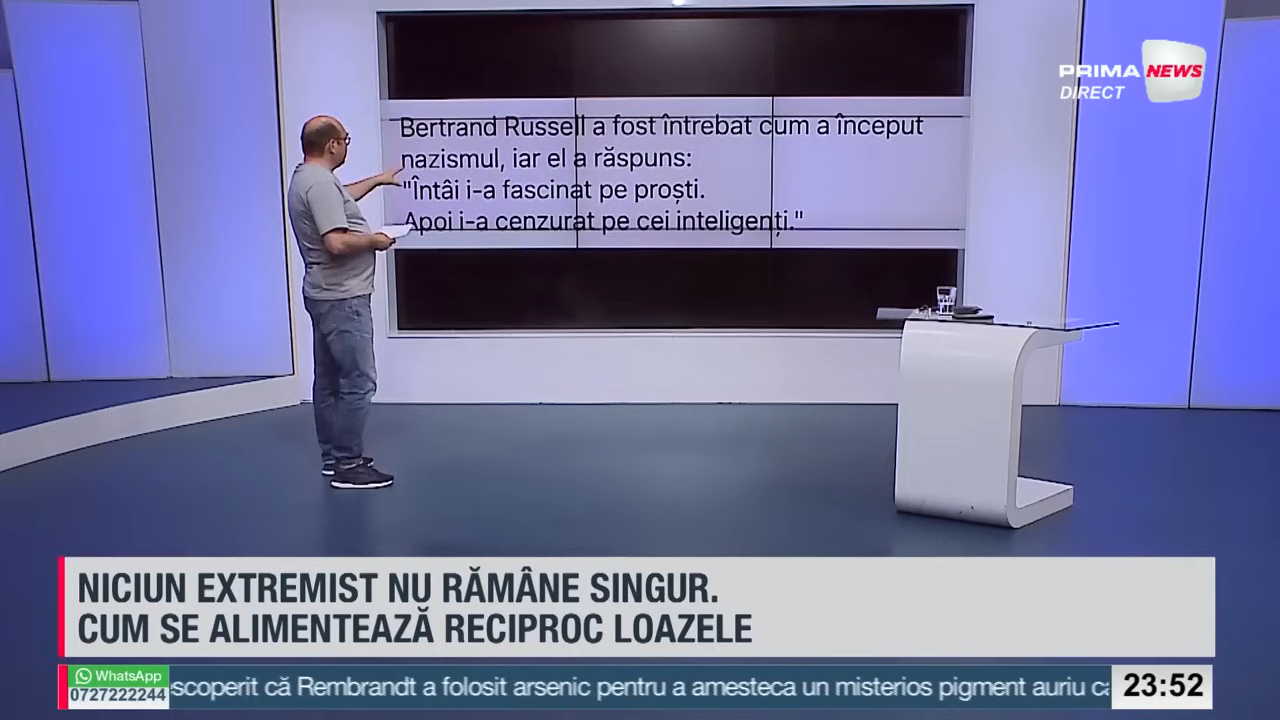 PRIMA NEWS
DIRECT
Bertrand Russell a fost întrebat cum a început
nazismul, iar el a răspuns:
"Întâi i-a fascinat pe proști.
Apoi i-a cenzurat pe cei inteligenți."
NICIUN EXTREMIST NU RĂMÂNE SINGUR.
CUM SE ALIMENTEAZĂ RECIPROC LOAZELE
WhatsApp
0727222244
escoperit că Rembrandt a folosit arsenic pentru a amesteca un misterios pigment auriu ca
23:52